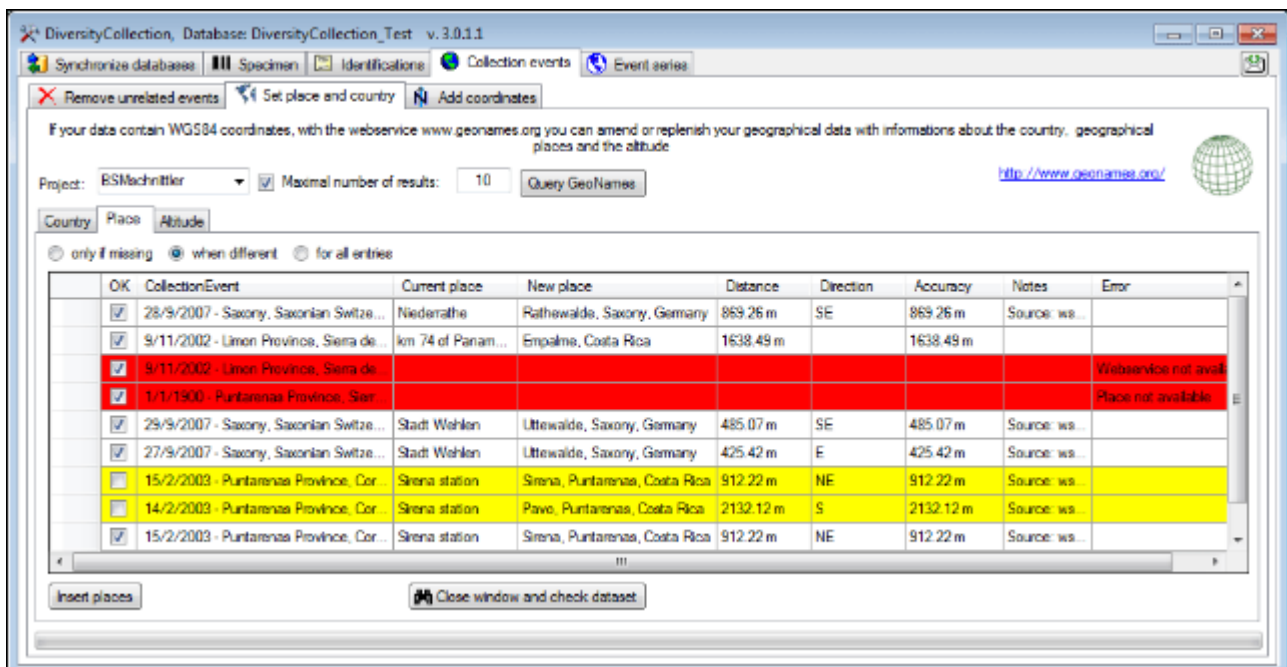 DiversityCollection, Database: DiversityCollection_Test v. 3.0.1.1
Synchronize databases Specimen Identifications Collection events Event series
Remove unrelated events Set place and country Add coordinates
If your data contain WGS84 coordinates, with the webservice www.geonames.org you can amend or replenish your geographical data with informations about the country, geographical
places and the altitude
Project: BSMschnittler Maximal number of results: 10 Query GeoNames http://www.geonames.org/
Country Place Altitude
only if missing when different for all entries
OK CollectionEvent Current place New place Distance Direction Accuracy Notes Error
28/9/2007 - Saxony, Saxonian Switze... Niederrathe Rathewalde, Saxony, Germany 869.26 m SE 869.26 m Source: ws...
9/11/2002 - Limon Province, Sierra de... km 74 of Panam... Empalme, Costa Rica 1638.49 m 1638.49 m
9/11/2002 - Limon Province, Sierra de... Webservice not availa
1/1/1900 - Puntarenas Province, Sierr... Place not available
29/9/2007 - Saxony, Saxonian Switze... Stadt Wehlen Uttewalde, Saxony, Germany 485.07 m SE 485.07 m Source: ws...
27/9/2007 - Saxony, Saxonian Switze... Stadt Wehlen Uttewalde, Saxony, Germany 425.42 m E 425.42 m Source: ws...
15/2/2003 - Puntarenas Province, Cor... Sirena station Sirena, Puntarenas, Costa Rica 912.22 m NE 912.22 m Source: ws...
14/2/2003 - Puntarenas Province, Cor... Sirena station Pavo, Puntarenas, Costa Rica 2132.12 m S 2132.12 m Source: ws...
15/2/2003 - Puntarenas Province, Cor... Sirena station Sirena, Puntarenas, Costa Rica 912.22 m NE 912.22 m Source: ws...
Insert places Close window and check dataset